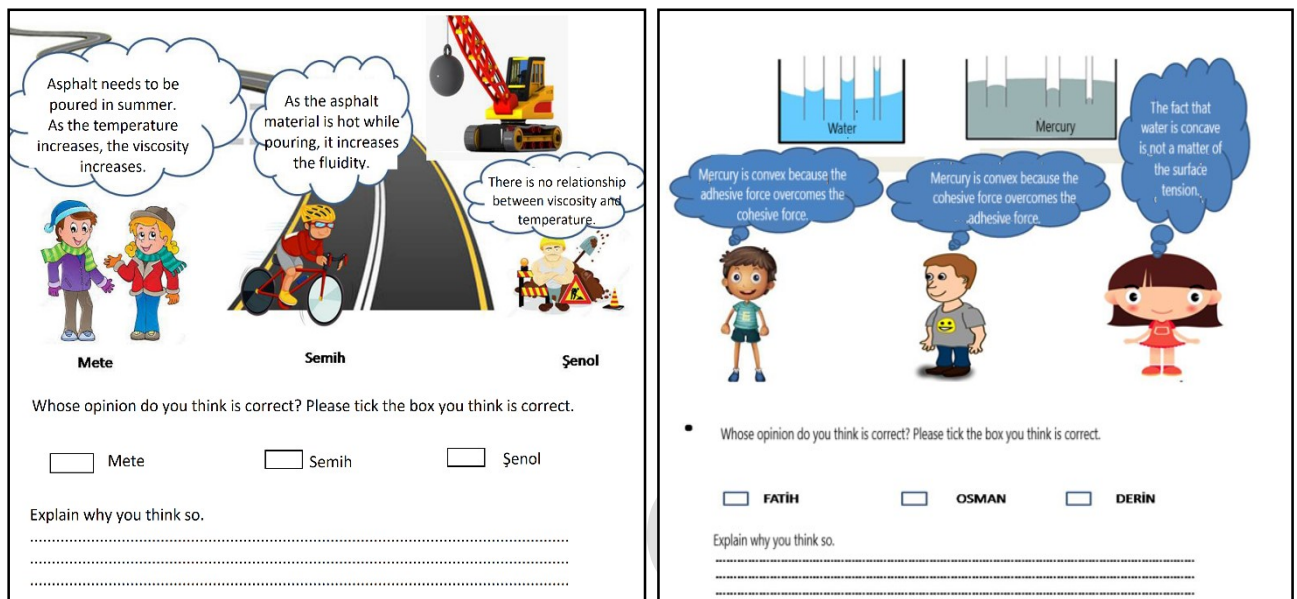 Asphalt needs to be
poured in summer.
As the temperature
increases, the viscosity
increases.
As the asphalt
material is hot while
pouring, it increases
the fluidity.
There is no relationship
between viscosity and
temperature.
Mete
Semih
Şenol
Whose opinion do you think is correct? Please tick the box you think is correct.
Mete
Semih
Şenol
Explain why you think so.
Water
Mercury
The fact that
water is concave
is not a matter of
the surface
tension.
Mercury is convex because the
adhesive force overcomes the
cohesive force.
Mercury is convex because the
cohesive force overcomes the
adhesive force.
Whose opinion do you think is correct? Please tick the box you think is correct.
FATİH
OSMAN
DERİN
Explain why you think so.